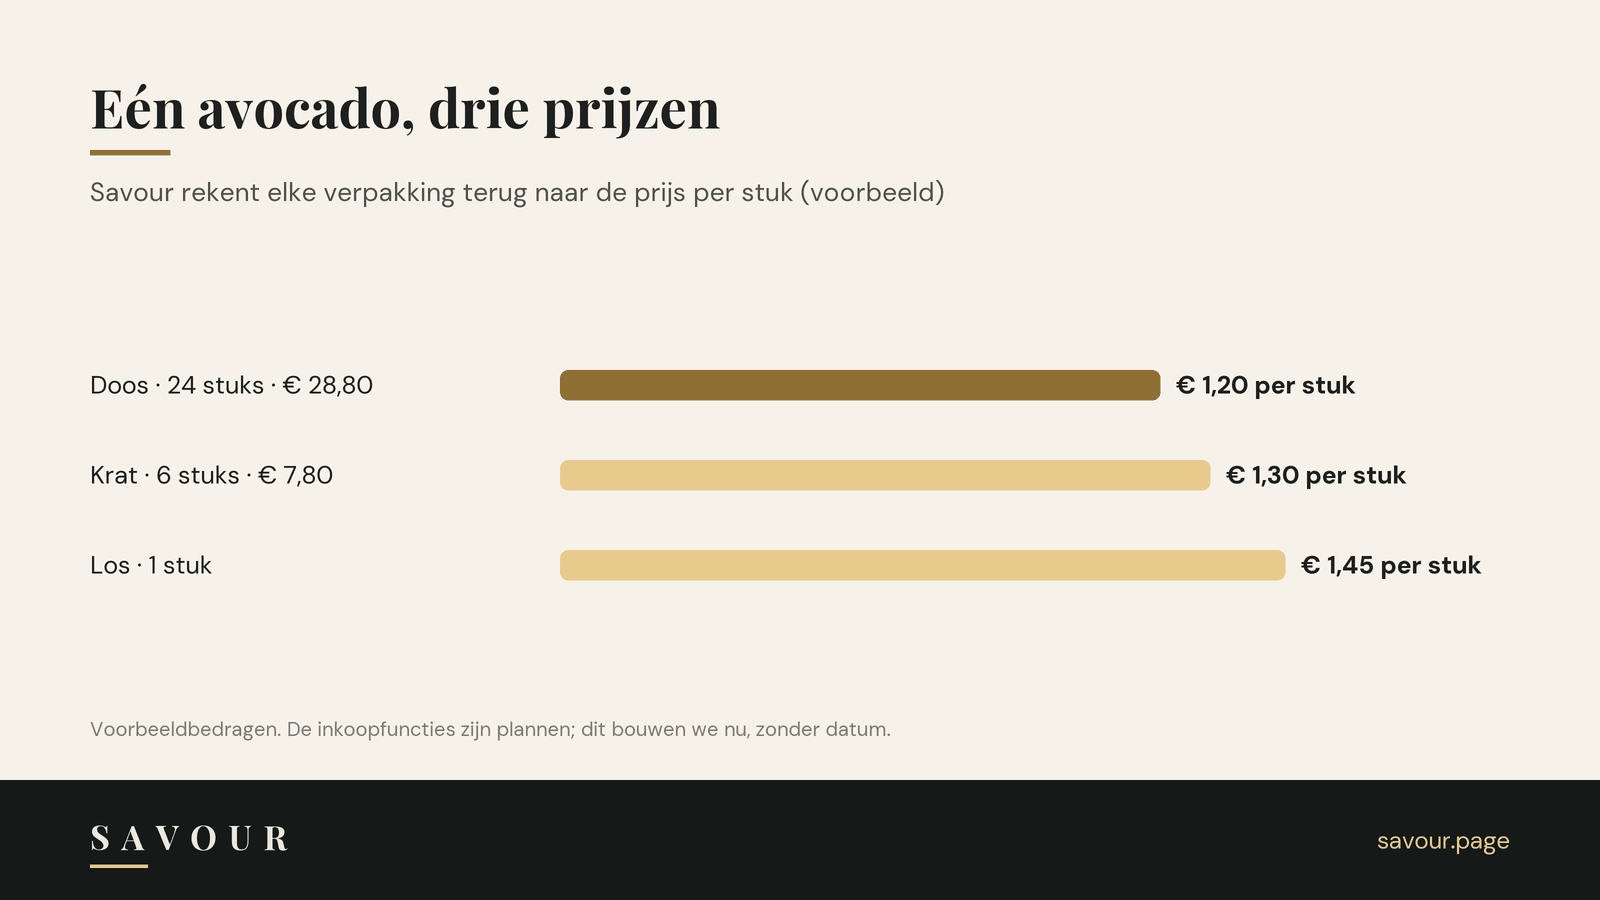 Eén avocado, drie prijzen
Savour rekent elke verpakking terug naar de prijs per stuk (voorbeeld)
Doos · 24 stuks · € 28,80
€ 1,20 per stuk
Krat · 6 stuks · € 7,80
€ 1,30 per stuk
Los · 1 stuk
€ 1,45 per stuk
Voorbeeldbedragen. De inkoopfuncties zijn plannen; dit bouwen we nu, zonder datum.
SAVOUR
savour.page